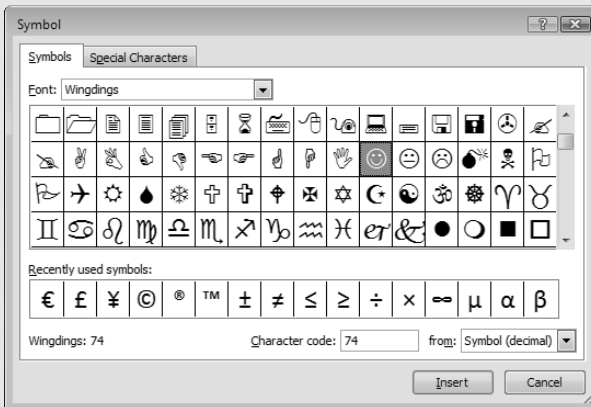 Symbol
Symbols Special Characters
Font: Wingdings
Recently used symbols:
€ £ ¥ © ® ™ ± ≠ ≤ ≥ ÷ × ∞ µ α β
Wingdings: 74 Character code: 74 from: Symbol (decimal)
Insert Cancel